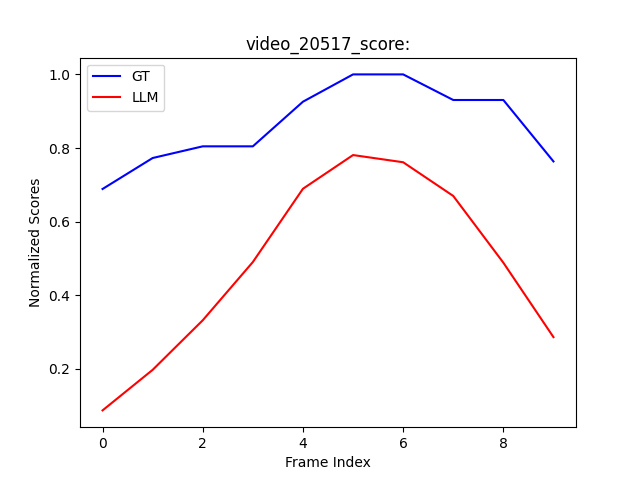 video_20517_score:
GT
LLM
Normalized Scores
1.0
0.8
0.6
0.4
0.2
0 2 4 6 8
Frame Index